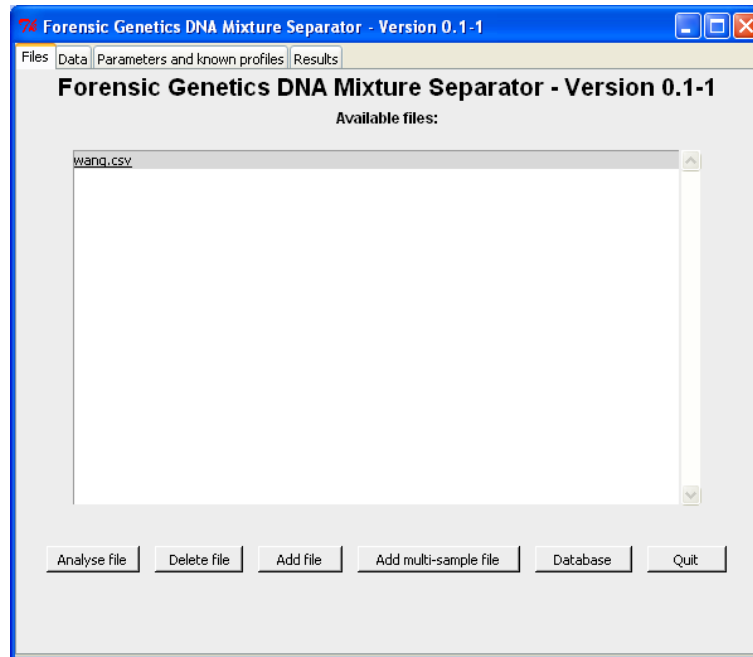 Forensic Genetics DNA Mixture Separator - Version 0.1-1
Files Data Parameters and known profiles Results
Forensic Genetics DNA Mixture Separator - Version 0.1-1
Available files:
wang.csv
Analyse file Delete file Add file Add multi-sample file Database Quit